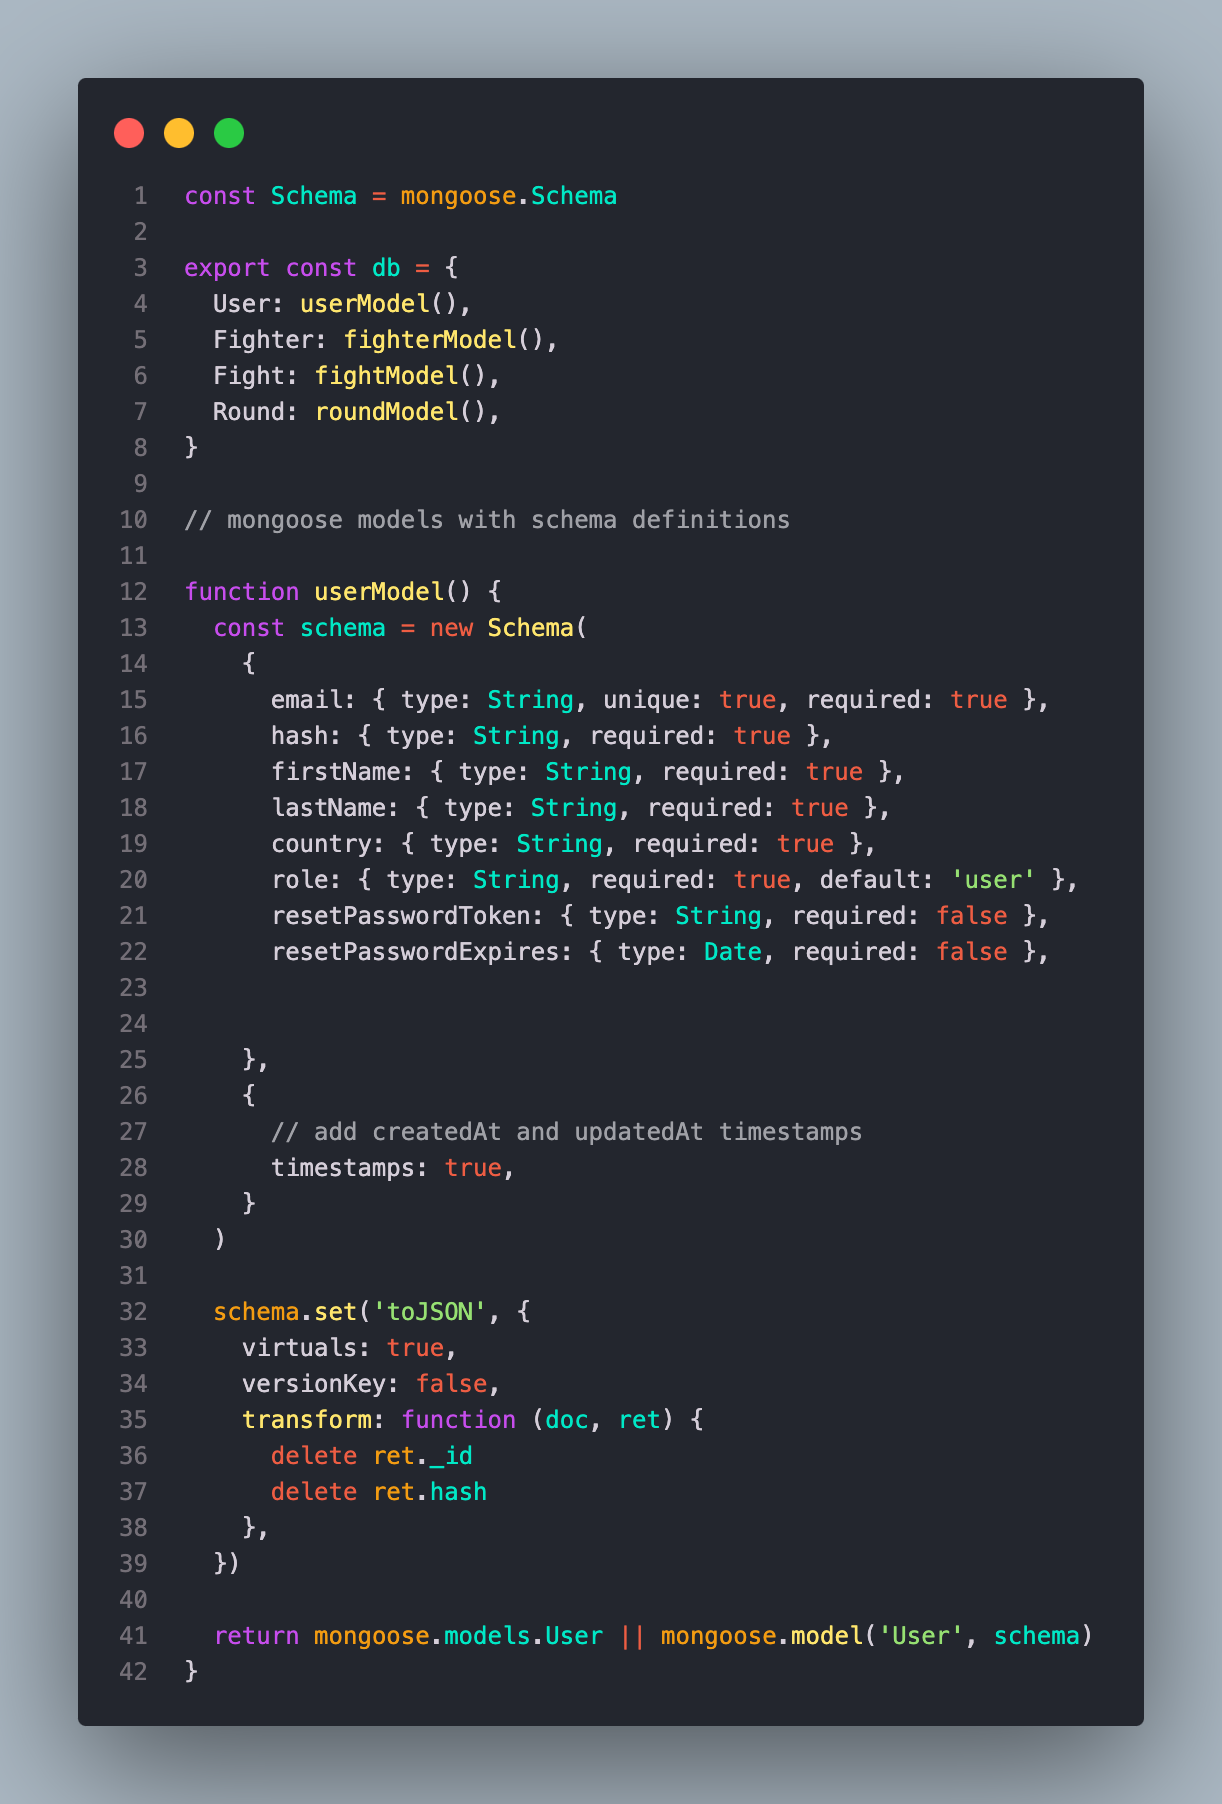 1 const Schema = mongoose.Schema
2
3 export const db = {
4   User: userModel(),
5   Fighter: fighterModel(),
6   Fight: fightModel(),
7   Round: roundModel(),
8 }
9
10 // mongoose models with schema definitions
11
12 function userModel() {
13   const schema = new Schema(
14     {
15       email: { type: String, unique: true, required: true },
16       hash: { type: String, required: true },
17       firstName: { type: String, required: true },
18       lastName: { type: String, required: true },
19       country: { type: String, required: true },
20       role: { type: String, required: true, default: 'user' },
21       resetPasswordToken: { type: String, required: false },
22       resetPasswordExpires: { type: Date, required: false },
23
24
25     },
26     {
27       // add createdAt and updatedAt timestamps
28       timestamps: true,
29     }
30   )
31
32   schema.set('toJSON', {
33     virtuals: true,
34     versionKey: false,
35     transform: function (doc, ret) {
36       delete ret._id
37       delete ret.hash
38     },
39   })
40
41   return mongoose.models.User || mongoose.model('User', schema)
42 }